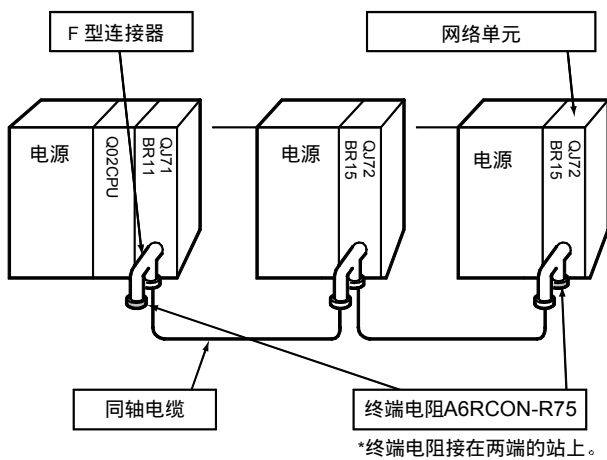 F 型连接器
网络单元
电源
Q02CPU
QJ71
BR11
电源
QJ72
BR15
电源
QJ72
BR15
同轴电缆
终端电阻A6RCON-R75
*终端电阻接在两端的站上。